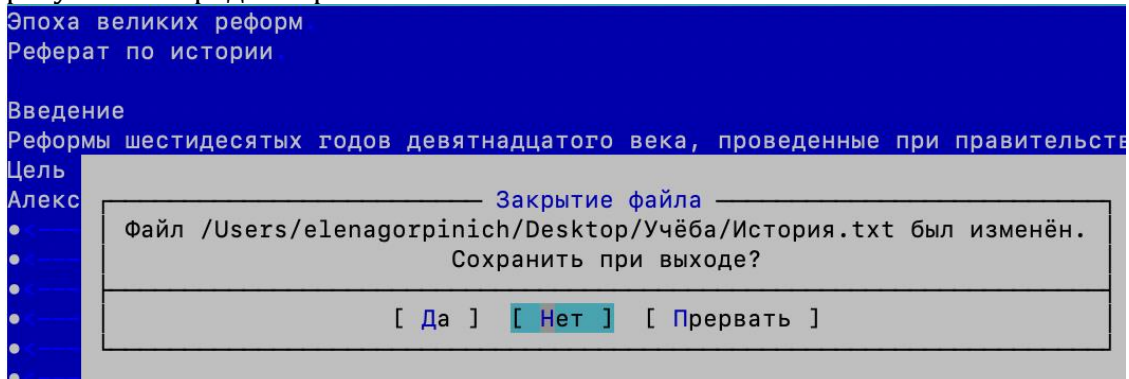 Эпоха великих реформ
Реферат по истории
Введение
Реформы шестидесятых годов девятнадцатого века, проведенные при правительств
Цель
Алекс
Закрытие файла
Файл /Users/elenagorpinich/Desktop/Учёба/История.txt был изменён.
Сохранить при выходе?
[ Да ] [ Нет ] [ Прервать ]